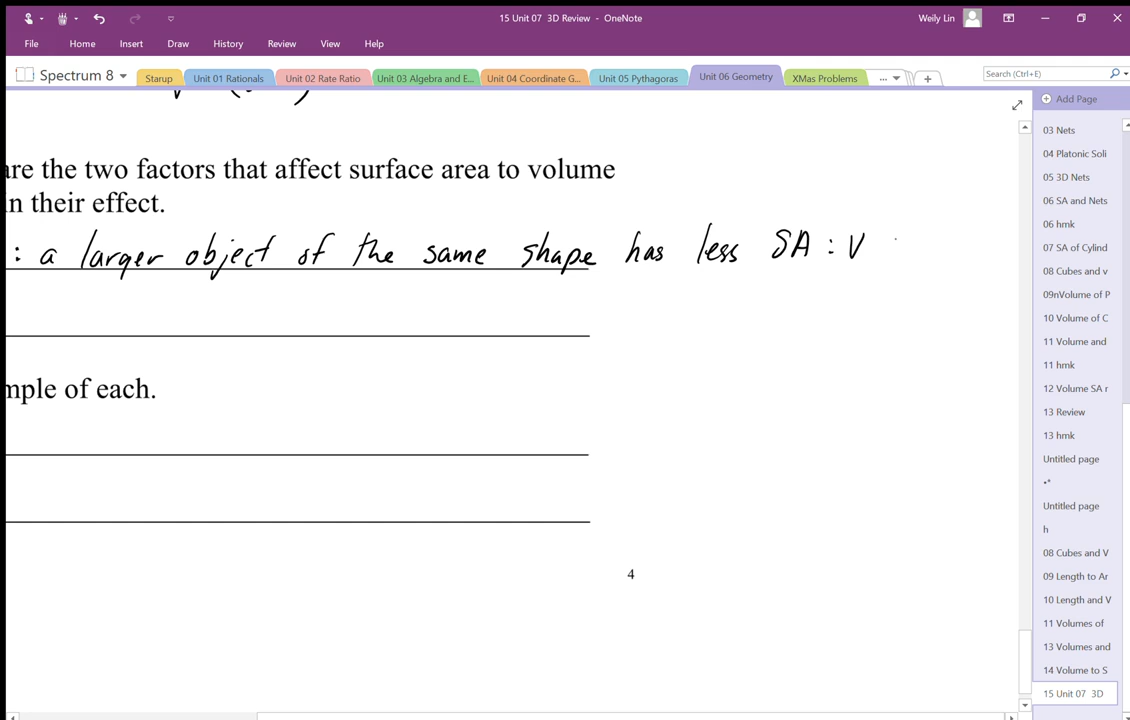 15 Unit 07 3D Review - OneNote
Weily Lin
File Home Insert Draw History Review View Help
Spectrum 8
Starup
Unit 01 Rationals
Unit 02 Rate Ratio
Unit 03 Algebra and E...
Unit 04 Coordinate G...
Unit 05 Pythagoras
Unit 06 Geometry
XMas Problems
...
Search (Ctrl+E)
are the two factors that affect surface area to volume
in their effect.
: a larger object of the same shape has less SA : V
mple of each.
4
Add Page
03 Nets
04 Platonic Soli
05 3D Nets
06 SA and Nets
06 hmk
07 SA of Cylind
08 Cubes and v
09nVolume of P
10 Volume of C
11 Volume and
11 hmk
12 Volume SA r
13 Review
13 hmk
Untitled page
•*
Untitled page
h
08 Cubes and V
09 Length to Ar
10 Length and V
11 Volumes of
13 Volumes and
14 Volume to S
15 Unit 07 3D